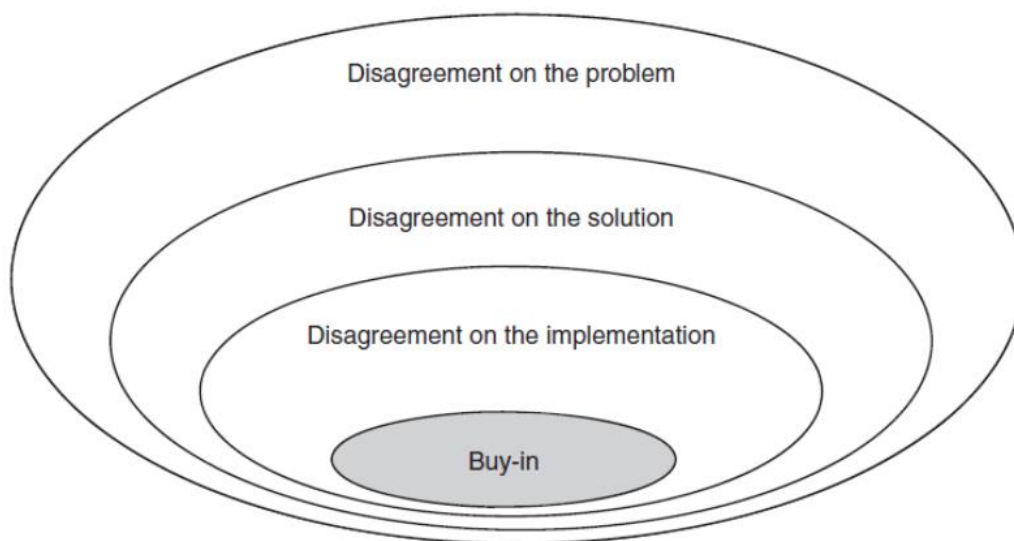 Disagreement on the problem
Disagreement on the solution
Disagreement on the implementation
Buy-in